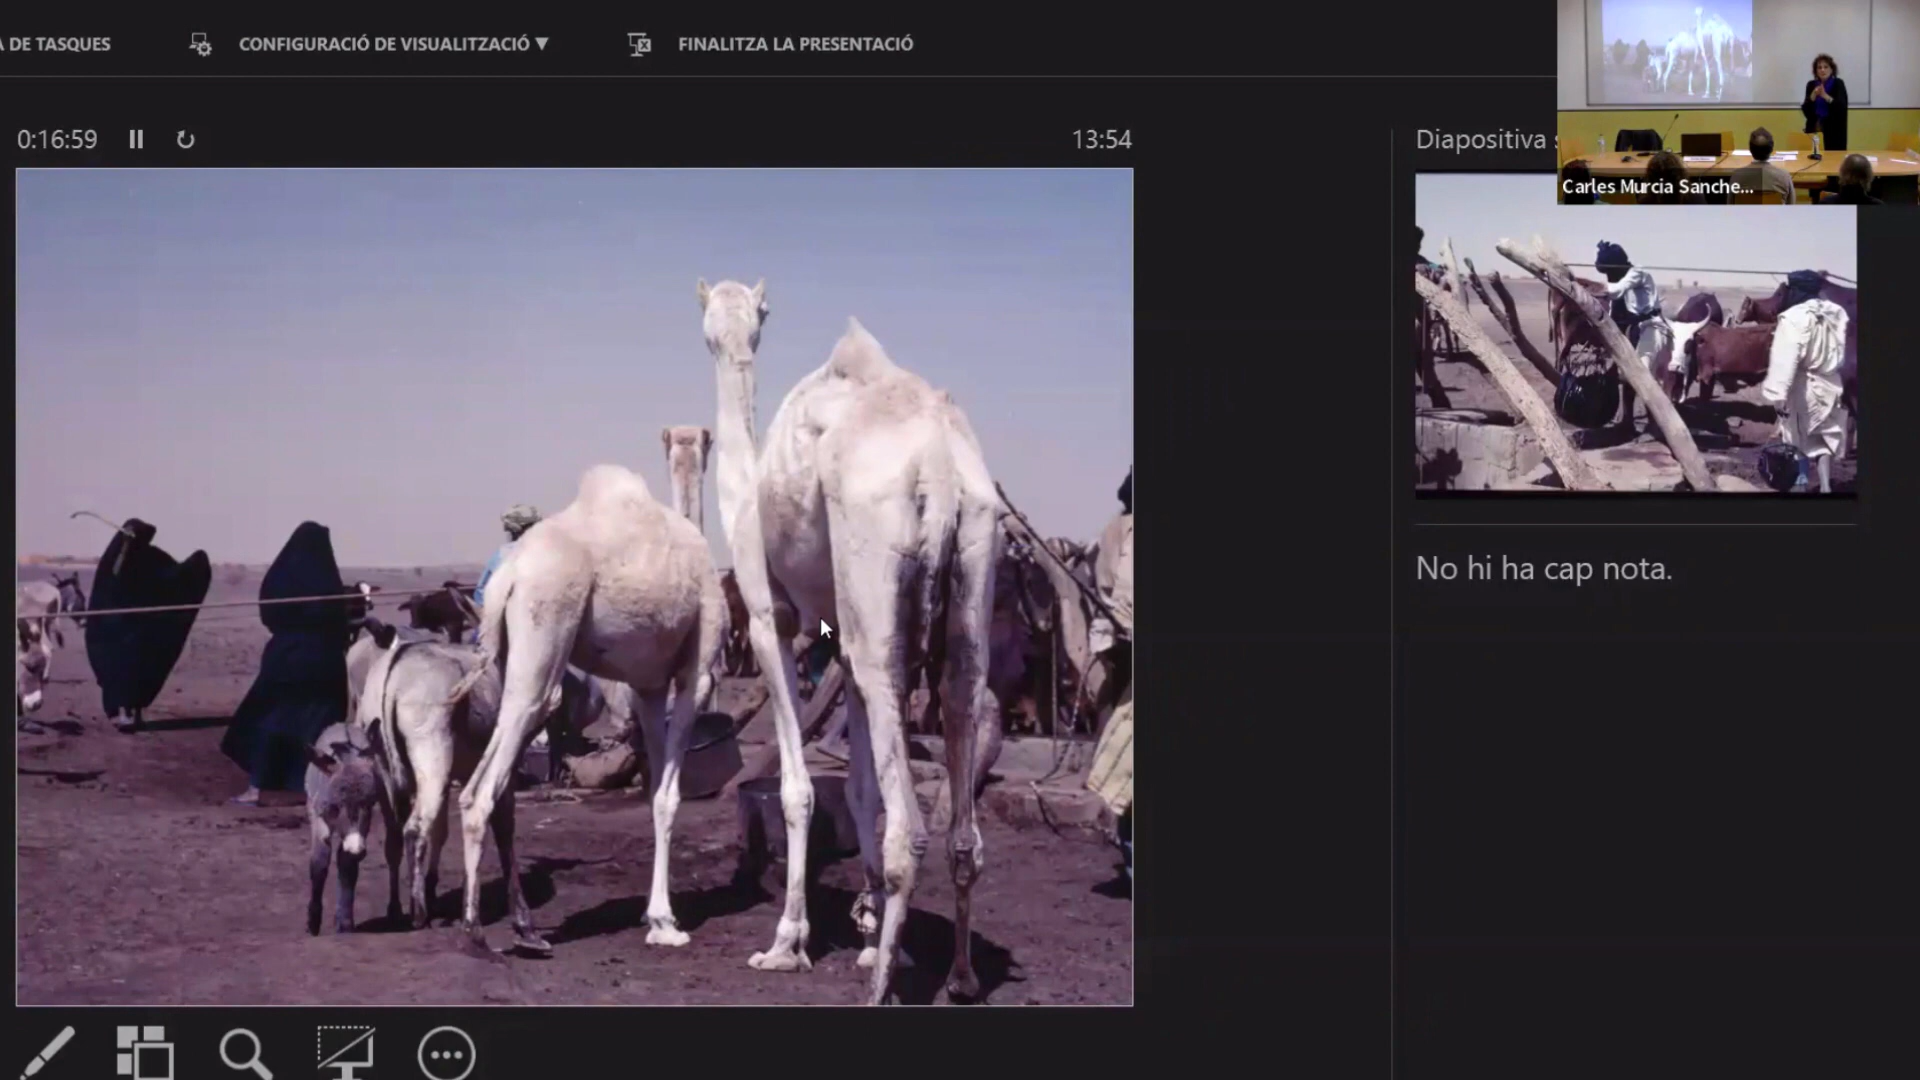 A DE TASQUES
CONFIGURACIÓ DE VISUALITZACIÓ ▼
FINALITZA LA PRESENTACIÓ
0:16:59
13:54
Diapositiva
Carles Murcia Sanche...
No hi ha cap nota.